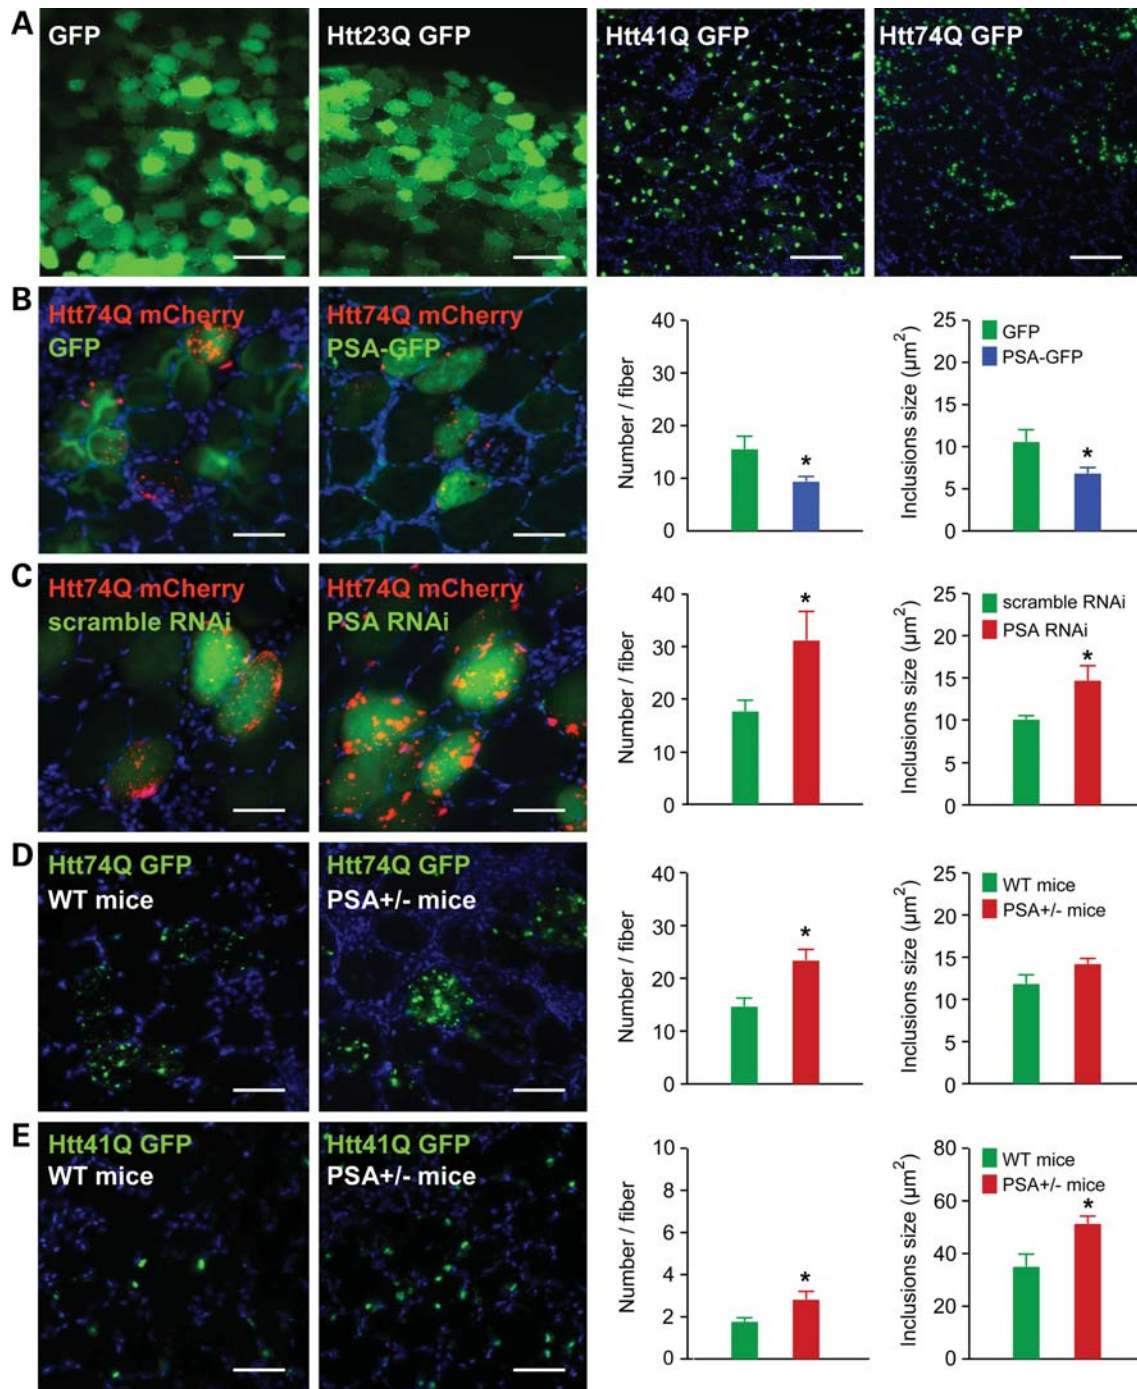 A
GFP
Htt23Q GFP
Htt41Q GFP
Htt74Q GFP
B
Htt74Q mCherry
GFP
Htt74Q mCherry
PSA-GFP
Number / fiber
40
30
20
10
0
*
Inclusions size (µm²)
25
20
15
10
5
0
GFP
PSA-GFP
*
C
Htt74Q mCherry
scramble RNAi
Htt74Q mCherry
PSA RNAi
Number / fiber
40
30
20
10
0
*
Inclusions size (µm²)
25
20
15
10
5
0
scramble RNAi
PSA RNAi
*
D
Htt74Q GFP
WT mice
Htt74Q GFP
PSA+/- mice
Number / fiber
40
30
20
10
0
*
Inclusions size (µm²)
25
20
15
10
5
0
WT mice
PSA+/- mice
E
Htt41Q GFP
WT mice
Htt41Q GFP
PSA+/- mice
Number / fiber
10
8
6
4
2
0
*
Inclusions size (µm²)
80
60
40
20
0
WT mice
PSA+/- mice
*